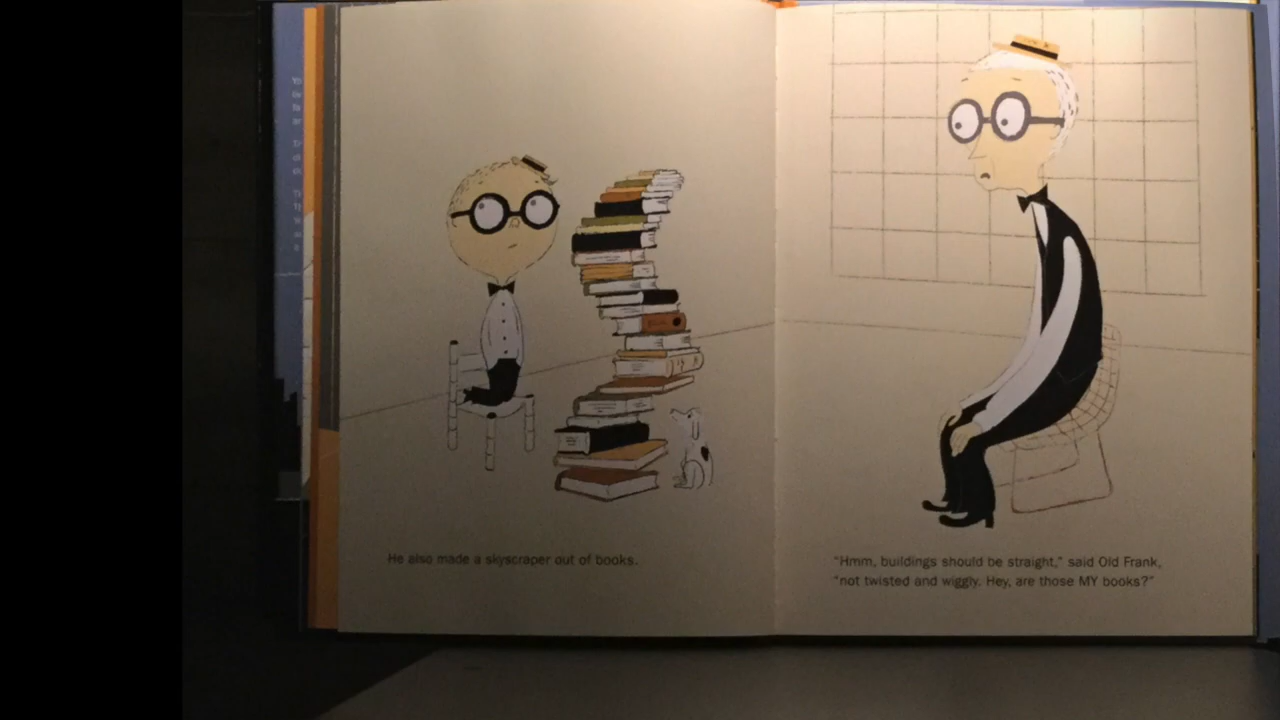 He also made a skyscraper out of books.
"Hmm, buildings should be straight," said Old Frank,
"not twisted and wiggly. Hey, are those MY books?"